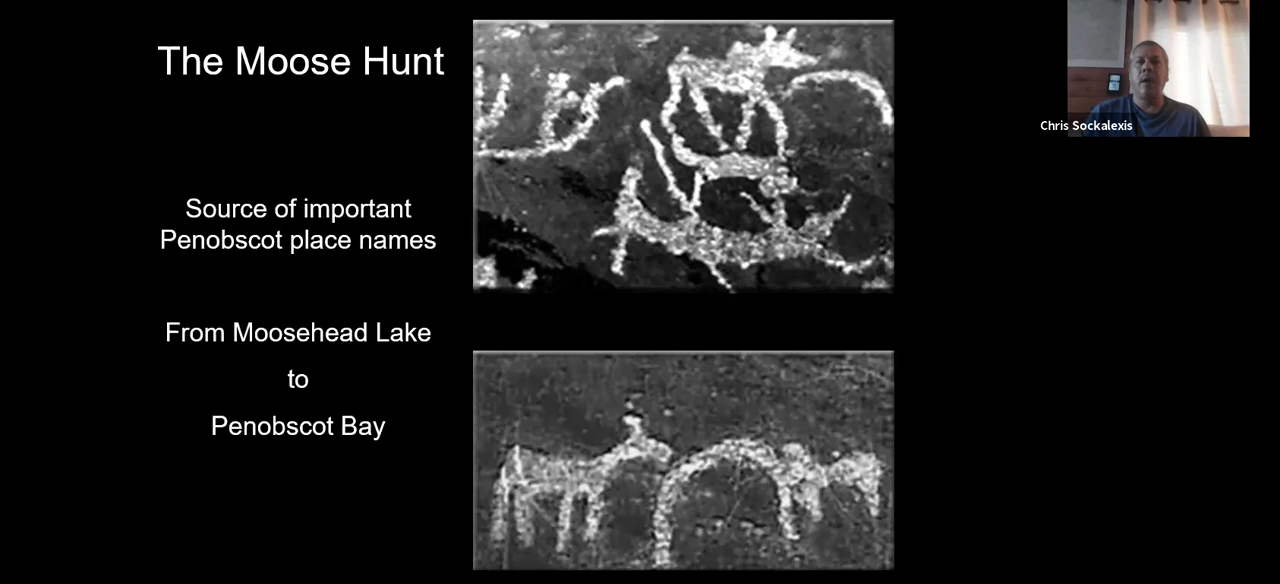 The Moose Hunt
Source of important
Penobscot place names
From Moosehead Lake
to
Penobscot Bay
Chris Sockalexis